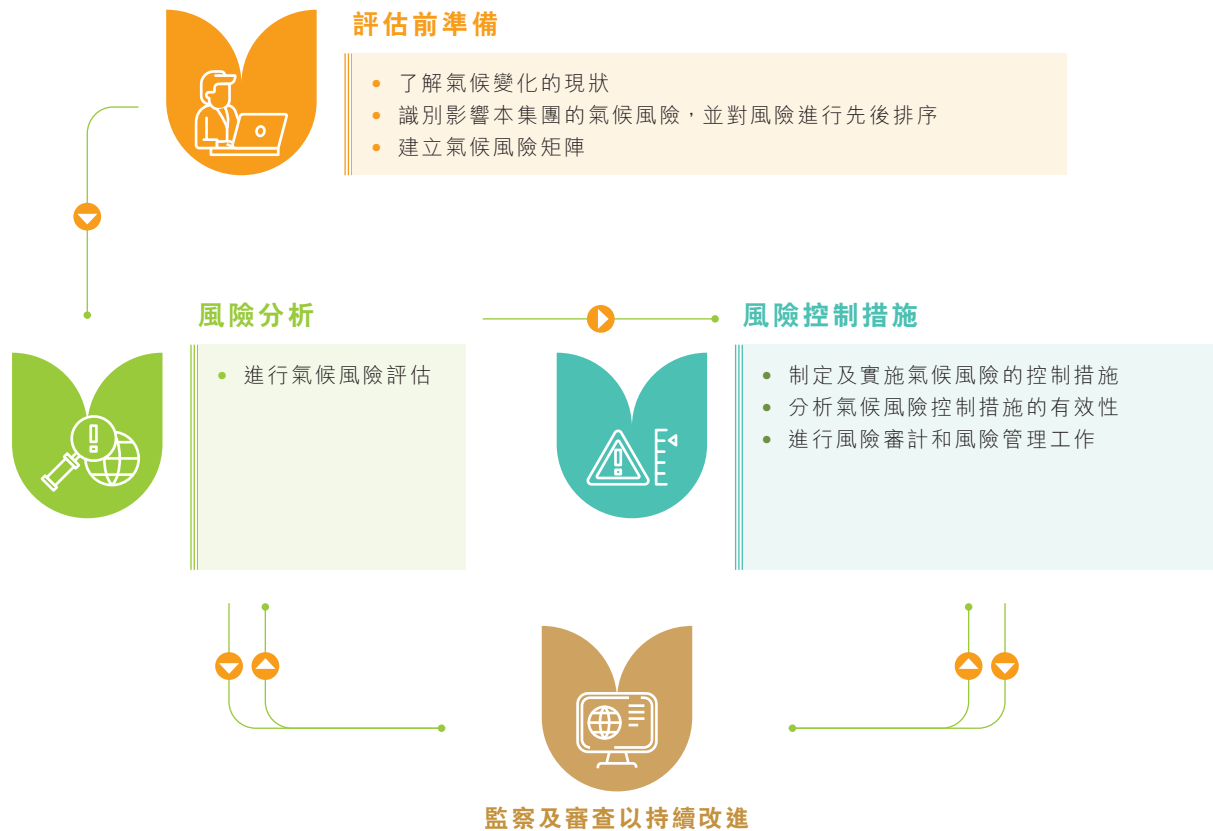 評估前準備
• 了解氣候變化的現狀
• 識別影響本集團的氣候風險，並對風險進行先後排序
• 建立氣候風險矩陣
風險分析
• 進行氣候風險評估
風險控制措施
• 制定及實施氣候風險的控制措施
• 分析氣候風險控制措施的有效性
• 進行風險審計和風險管理工作
監察及審查以持續改進